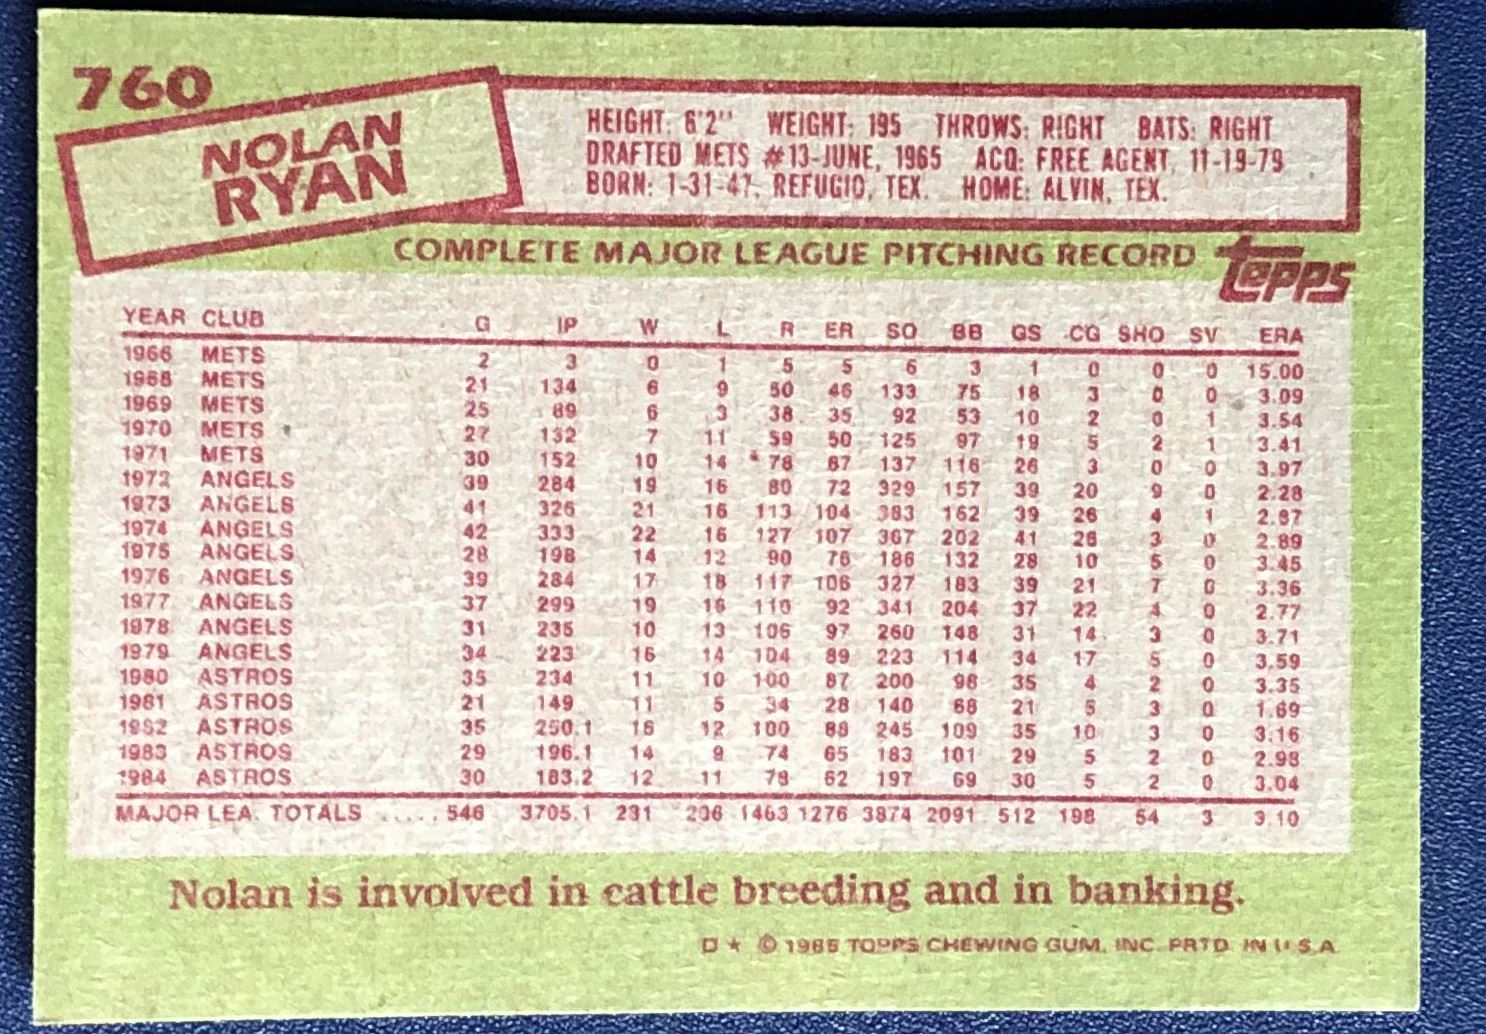 760
NOLAN
RYAN
HEIGHT: 6'2" WEIGHT: 195 THROWS: RIGHT BATS: RIGHT
DRAFTED METS #13-JUNE, 1965 ACQ: FREE AGENT, 11-19-79
BORN: 1-31-47, REFUGIO, TEX. HOME: ALVIN, TEX.
COMPLETE MAJOR LEAGUE PITCHING RECORD
topps
YEAR CLUB G IP W L R ER SO BB GS CG SHO SV ERA
1966 METS 2 3 0 1 5 5 6 3 1 0 0 0 15.00
1968 METS 21 134 6 9 50 46 133 75 18 3 0 0 3.09
1969 METS 25 89 6 3 38 35 92 53 10 2 0 1 3.54
1970 METS 27 132 7 11 59 50 125 97 19 5 2 1 3.41
1971 METS 30 152 10 14 78 67 137 116 26 3 0 0 3.97
1972 ANGELS 39 284 19 16 80 72 329 157 39 20 9 0 2.28
1973 ANGELS 41 326 21 16 113 104 383 162 39 26 4 1 2.87
1974 ANGELS 42 333 22 16 127 107 367 202 41 26 3 0 2.89
1975 ANGELS 28 198 14 12 90 76 186 132 28 10 5 0 3.45
1976 ANGELS 39 284 17 18 117 106 327 183 39 21 7 0 3.36
1977 ANGELS 37 299 19 16 110 92 341 204 37 22 4 0 2.77
1978 ANGELS 31 235 10 13 106 97 260 148 31 14 3 0 3.71
1979 ANGELS 34 223 16 14 104 89 223 114 34 17 5 0 3.59
1980 ASTROS 35 234 11 10 100 87 200 98 35 4 2 0 3.35
1981 ASTROS 21 149 11 5 34 28 140 68 21 5 3 0 1.69
1982 ASTROS 35 250.1 16 12 100 88 245 109 35 10 3 0 3.16
1983 ASTROS 29 196.1 14 9 74 65 183 101 29 5 2 0 2.98
1984 ASTROS 30 183.2 12 11 78 62 197 69 30 5 2 0 3.04
MAJOR LEA. TOTALS ..... 546 3705.1 231 206 1463 1276 3874 2091 512 198 54 3 3.10
Nolan is involved in cattle breeding and in banking.
D ★ © 1985 TOPPS CHEWING GUM, INC. PRTD. IN U.S.A.